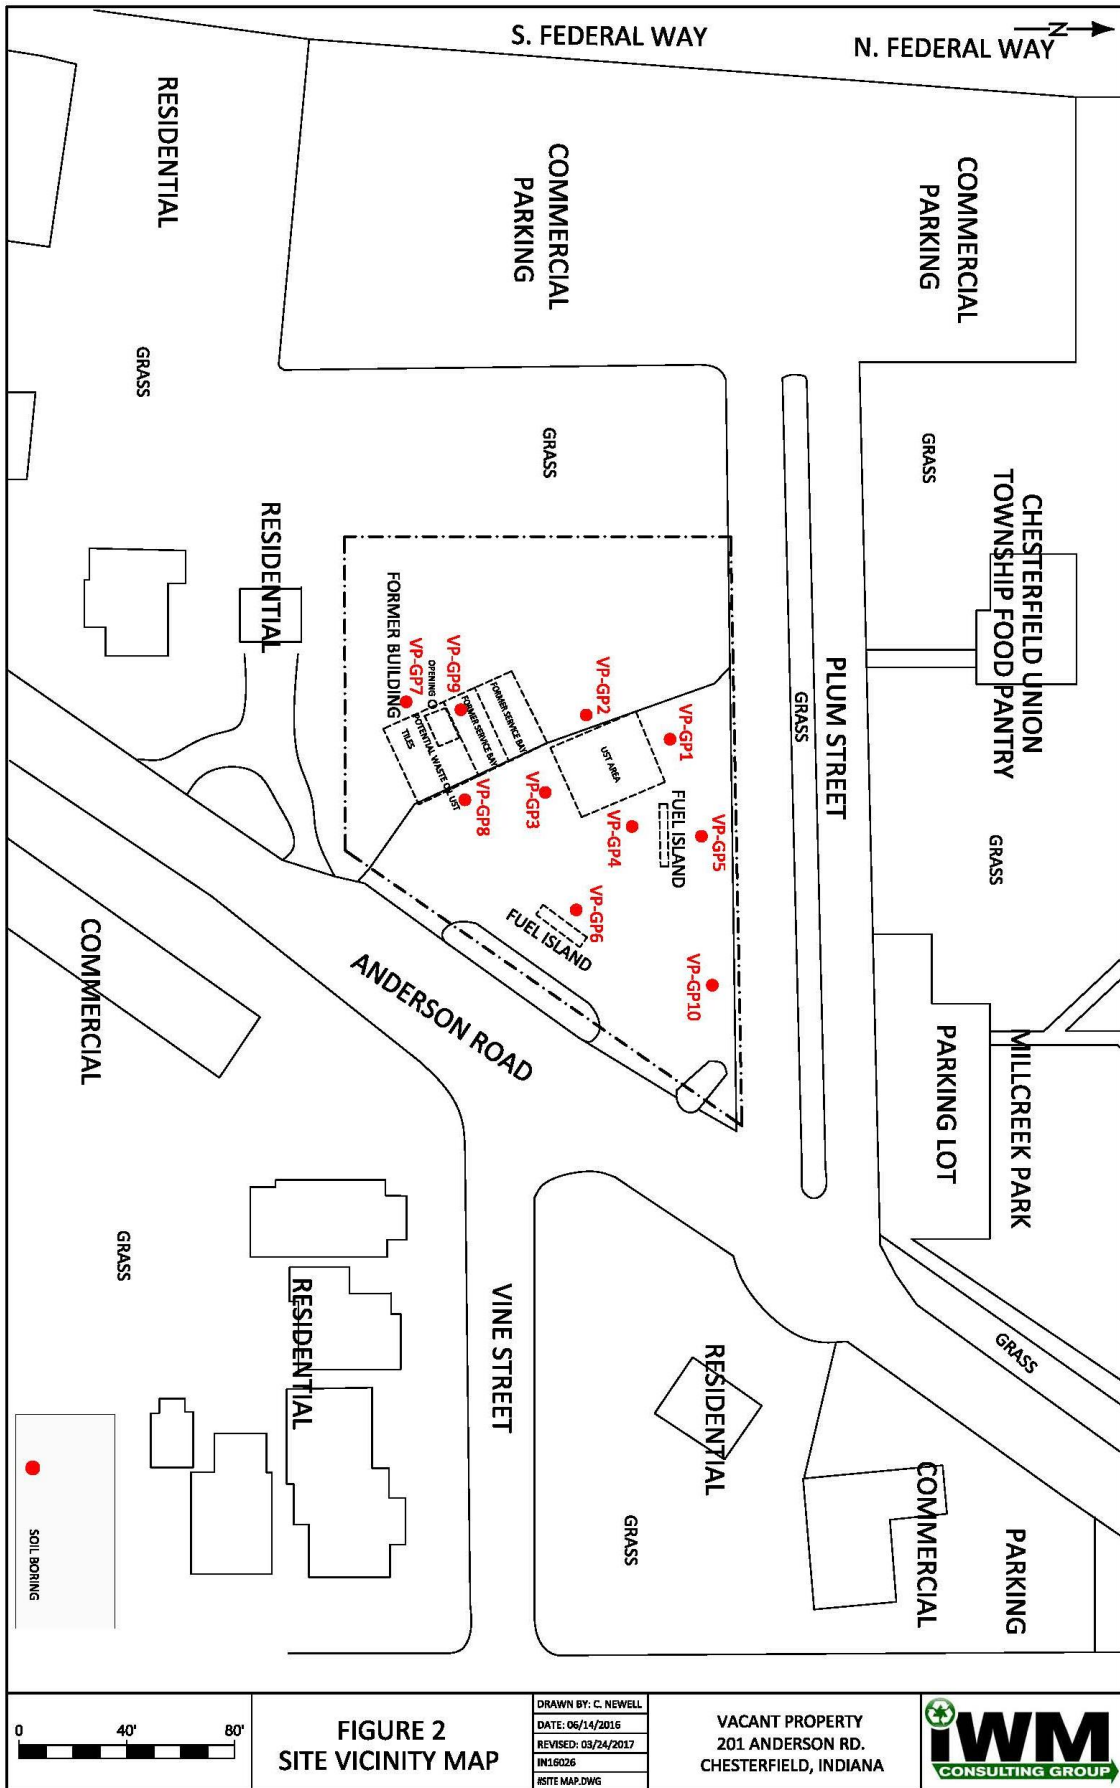 S. FEDERAL WAY
N. FEDERAL WAY
N
RESIDENTIAL
COMMERCIAL
PARKING
COMMERCIAL
PARKING
GRASS
GRASS
GRASS
CHESTERFIELD UNION
TOWNSHIP FOOD PANTRY
RESIDENTIAL
FORMER BUILDING
VP-GP7
OPENING O
VP-GP9
FORMER SERVICE BAY
FORMER SERVICE BAY
TILES
POTENTIAL WASTE OIL UST
VP-GP8
VP-GP2
VP-GP1
UST AREA
VP-GP3
VP-GP4
FUEL ISLAND
VP-GP5
VP-GP6
FUEL ISLAND
VP-GP10
GRASS
PLUM STREET
GRASS
COMMERCIAL
ANDERSON ROAD
PARKING LOT
MILLCREEK PARK
GRASS
RESIDENTIAL
VINE STREET
RESIDENTIAL
GRASS
GRASS
COMMERCIAL
PARKING
SOIL BORING
0 40' 80'
FIGURE 2
SITE VICINITY MAP
DRAWN BY: C. NEWELL
DATE: 06/14/2016
REVISED: 03/24/2017
IN16026
#SITE MAP.DWG
VACANT PROPERTY
201 ANDERSON RD.
CHESTERFIELD, INDIANA
iWM
CONSULTING GROUP